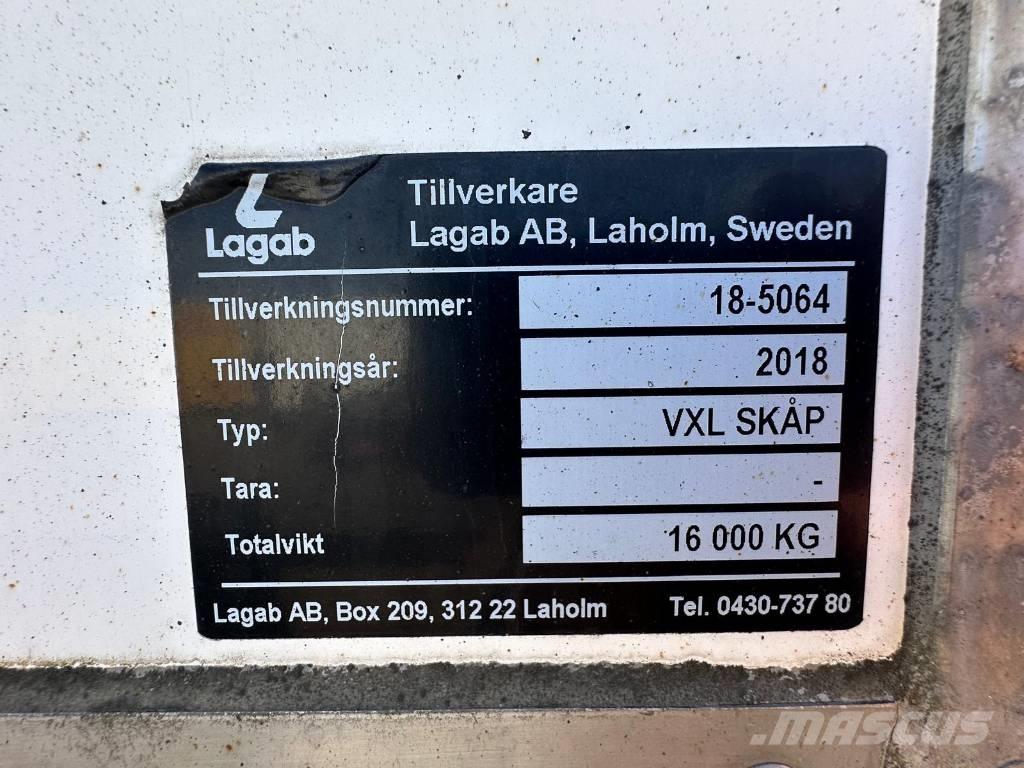 Lagab
Tillverkare
Lagab AB, Laholm, Sweden
Tillverkningsnummer: 18-5064
Tillverkningsår: 2018
Typ: VXL SKÅP
Tara: -
Totalvikt 16 000 KG
Lagab AB, Box 209, 312 22 Laholm Tel. 0430-737 80
MASCUS